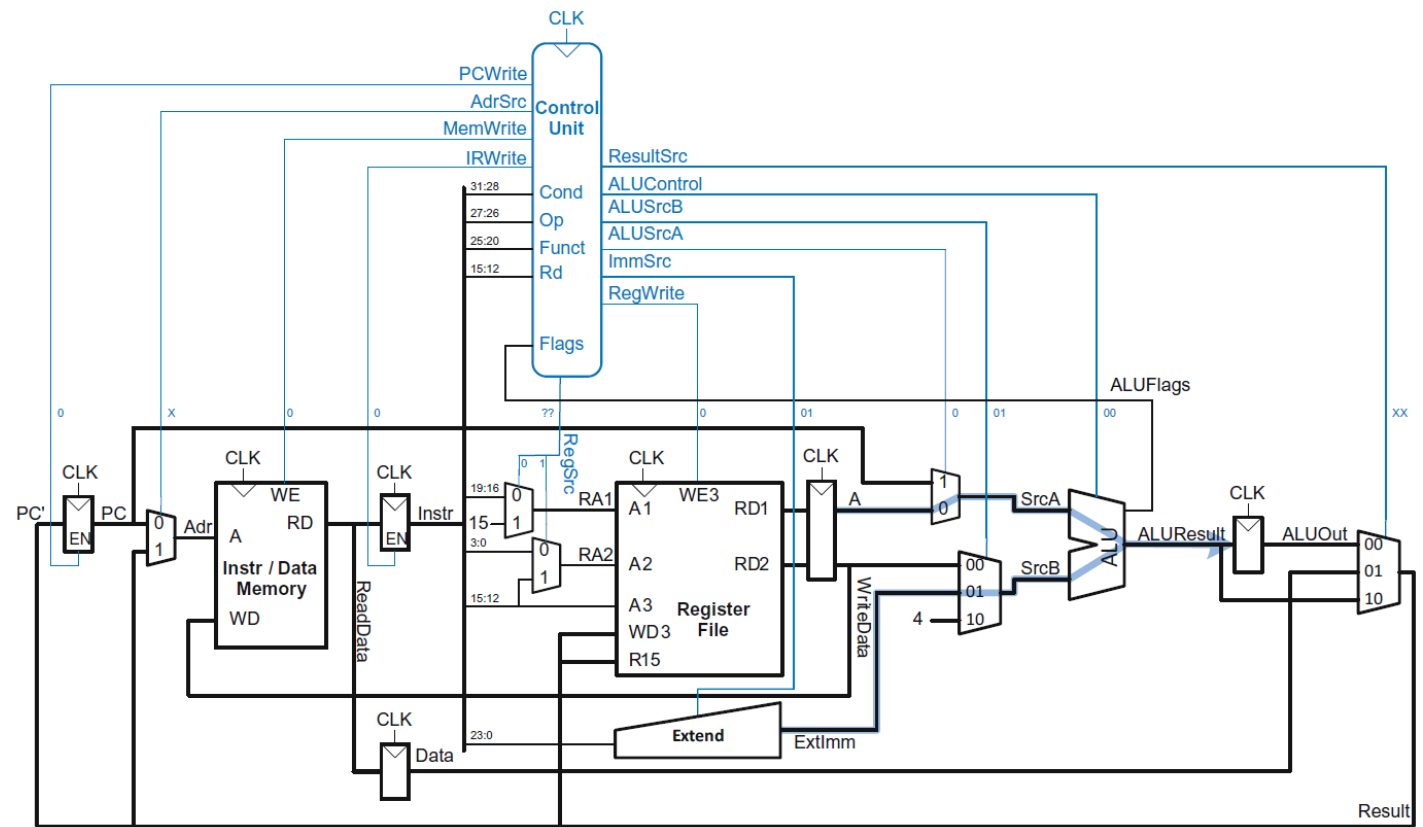 CLK
PCWrite
AdrSrc
MemWrite
IRWrite
Control
Unit
ResultSrc
ALUControl
ALUSrcB
ALUSrcA
ImmSrc
RegWrite
31:28
Cond
27:26
Op
25:20
Funct
15:12
Rd
Flags
ALUFlags
0
X
0
0
??
0
01
0
01
00
XX
RegSrc
0 1
CLK
PC'
PC
EN
0
1
Adr
CLK
WE
RD
A
Instr / Data
Memory
WD
CLK
EN
Instr
ReadData
19:16
15
3:0
15:12
0
1
0
1
RA1
RA2
CLK
WE3
A1
RD1
A2
RD2
A3
Register
File
WD3
R15
CLK
A
WriteData
1
0
SrcA
00
01
10
4
SrcB
ALU
ALUResult
CLK
ALUOut
00
01
10
23:0
Extend
ExtImm
CLK
Data
Result